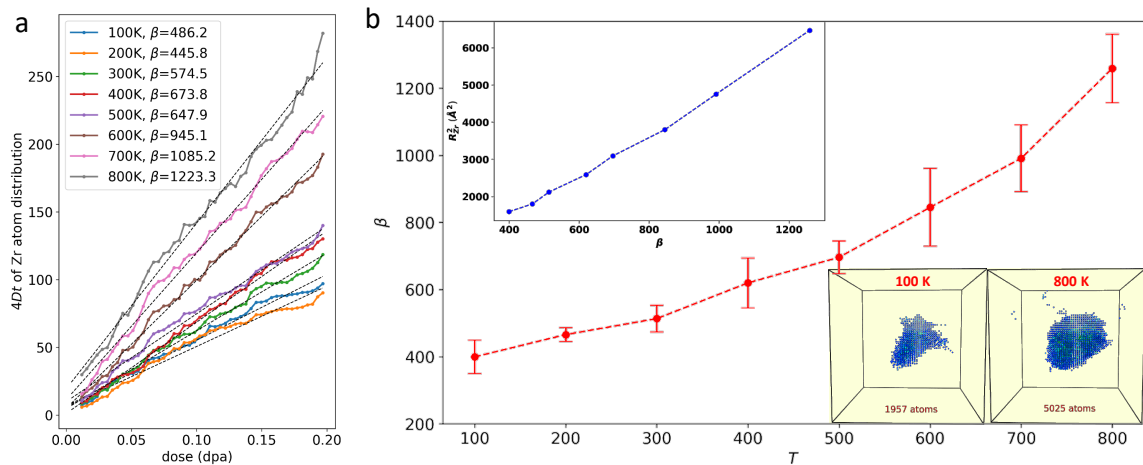 a
4Dt of Zr atom distribution
250
200
150
100
50
0
100K, β=486.2
200K, β=445.8
300K, β=574.5
400K, β=673.8
500K, β=647.9
600K, β=945.1
700K, β=1085.2
800K, β=1223.3
0.00 0.05 0.10 0.15 0.20
dose (dpa)
b
β
1400
1200
1000
800
600
400
200
R²Zr (Å²)
6000
5000
4000
3000
2000
400 600 800 1000 1200
β
100 K
1957 atoms
800 K
5025 atoms
100 200 300 400 500 600 700 800
T